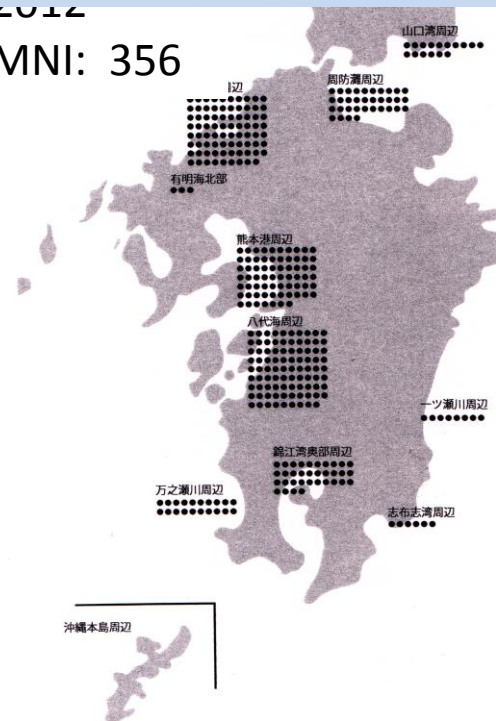 2012
MNI: 356
山口湾周辺
周防灘周辺
辺
有明海北部
熊本港周辺
八代海周辺
一ツ瀬川周辺
錦江湾奥部周辺
万之瀬川周辺
志布志湾周辺
沖縄本島周辺